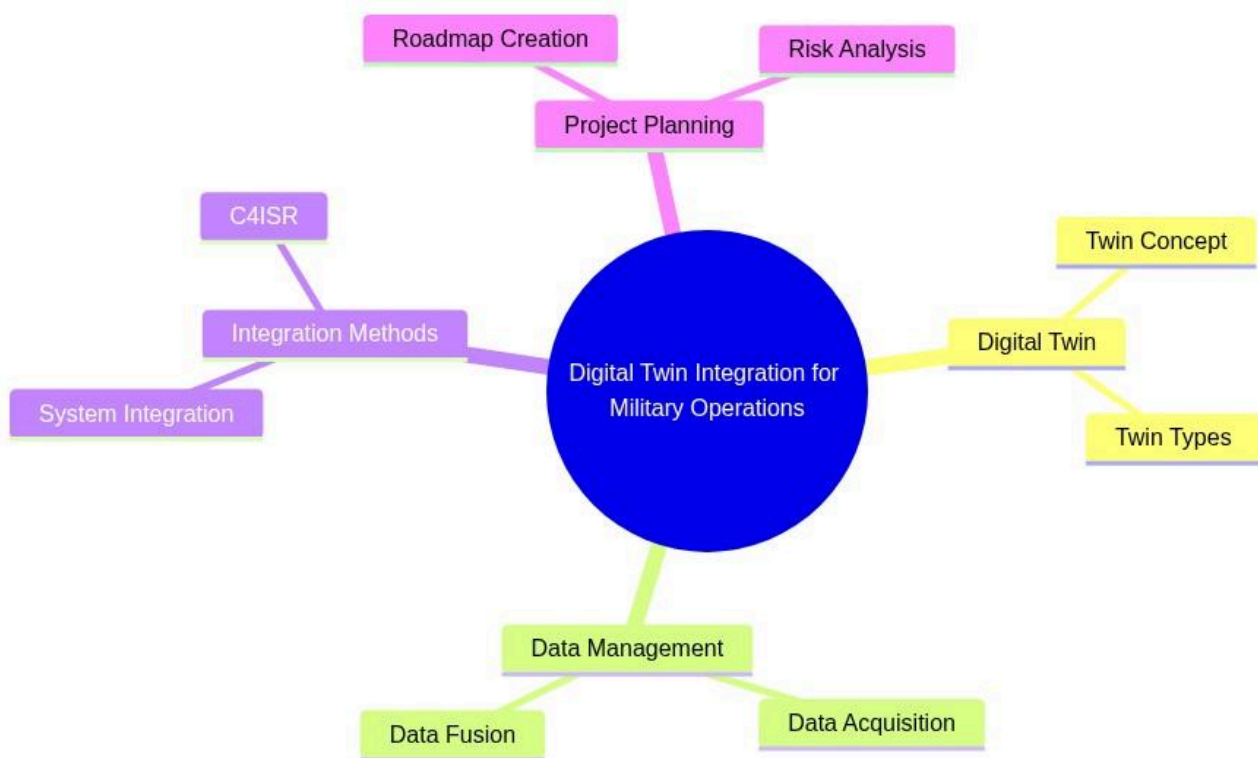 Roadmap Creation
Risk Analysis
Project Planning
C4ISR
Twin Concept
Integration Methods
Digital Twin
Digital Twin Integration for
Military Operations
System Integration
Twin Types
Data Management
Data Fusion
Data Acquisition